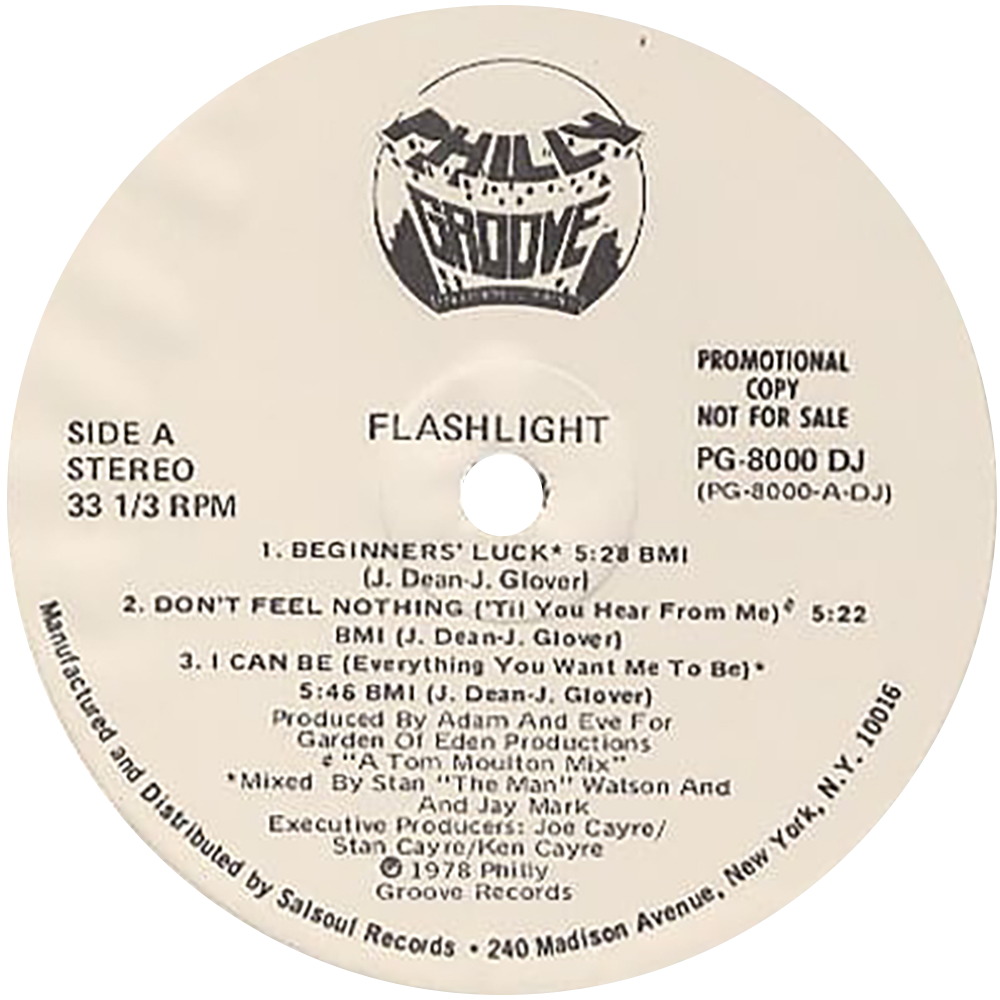 PHILLY
GROOVE
PROMOTIONAL
COPY
NOT FOR SALE
PG-8000 DJ
(PG-8000-A-DJ)
SIDE A
STEREO
33 1/3 RPM
FLASHLIGHT
1. BEGINNERS' LUCK* 5:28 BMI
(J. Dean-J. Glover)
2. DON'T FEEL NOTHING ('Til You Hear From Me)¢ 5:22
BMI (J. Dean-J. Glover)
3. I CAN BE (Everything You Want Me To Be)*
5:46 BMI (J. Dean-J. Glover)
Produced By Adam And Eve For
Garden Of Eden Productions
¢ "A Tom Moulton Mix"
*Mixed By Stan "The Man" Watson And
And Jay Mark
Executive Producers: Joe Cayre/
Stan Cayre/Ken Cayre
℗ 1978 Philly
Groove Records
Manufactured and Distributed by Salsoul Records • 240 Madison Avenue, New York, N.Y. 10016